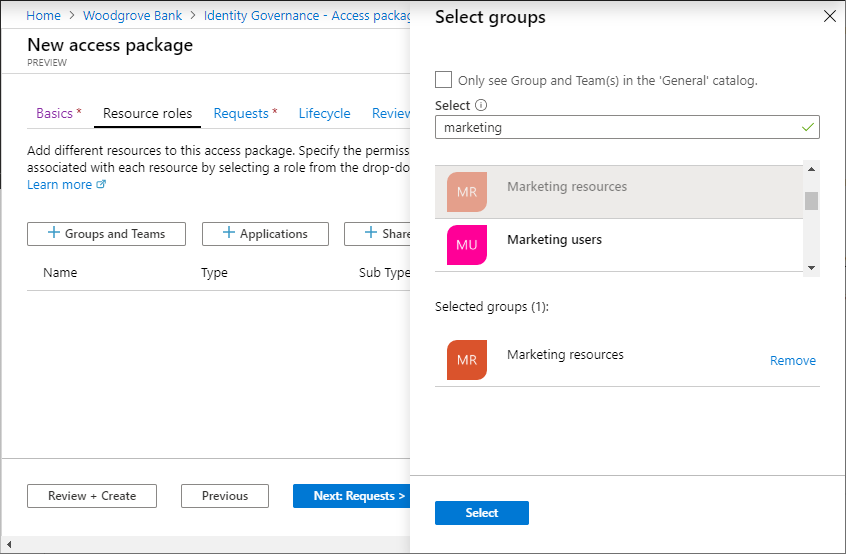 Home > Woodgrove Bank > Identity Governance - Access packag
New access package
PREVIEW
Basics * Resource roles Requests * Lifecycle Review
Add different resources to this access package. Specify the permiss
associated with each resource by selecting a role from the drop-do
Learn more
+ Groups and Teams + Applications + Share
Name Type Sub Type
Review + Create Previous Next: Requests >
Select groups
Only see Group and Team(s) in the 'General' catalog.
Select
marketing
MR Marketing resources
MU Marketing users
Selected groups (1):
MR Marketing resources Remove
Select